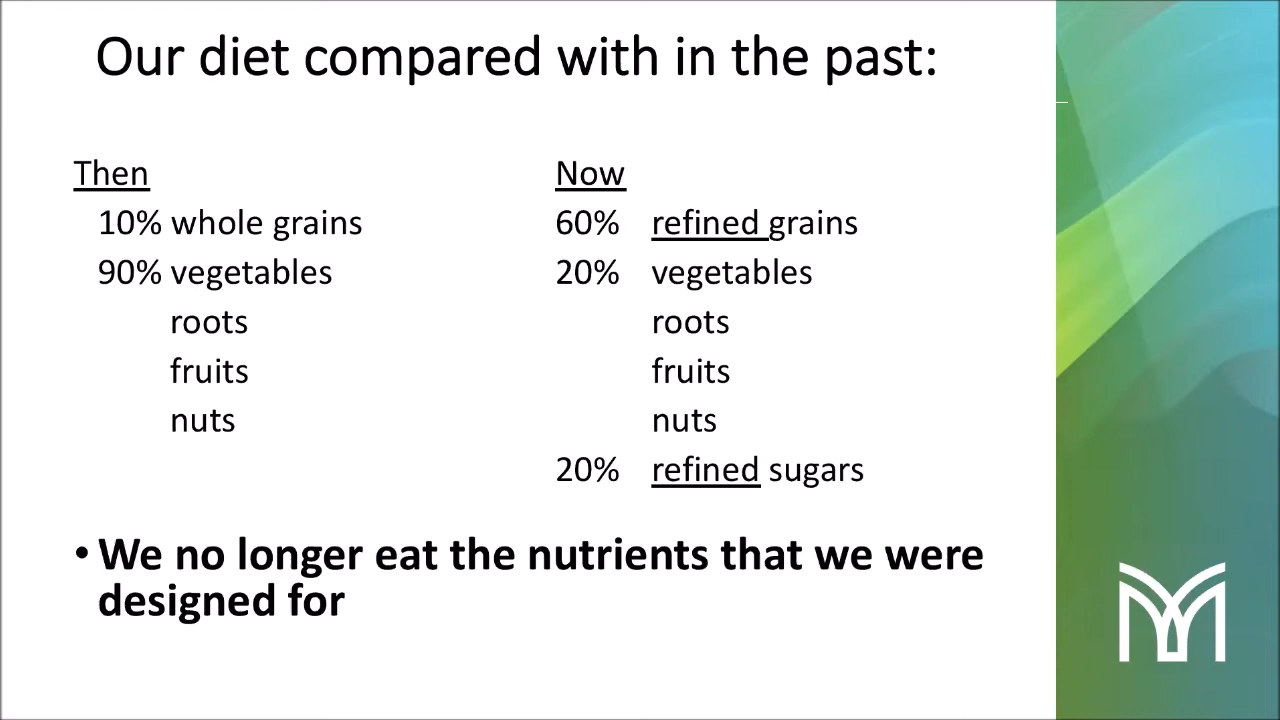 Our diet compared with in the past:
Then
10% whole grains
90% vegetables
roots
fruits
nuts
Now
60% refined grains
20% vegetables
roots
fruits
nuts
20% refined sugars
• We no longer eat the nutrients that we were
designed for